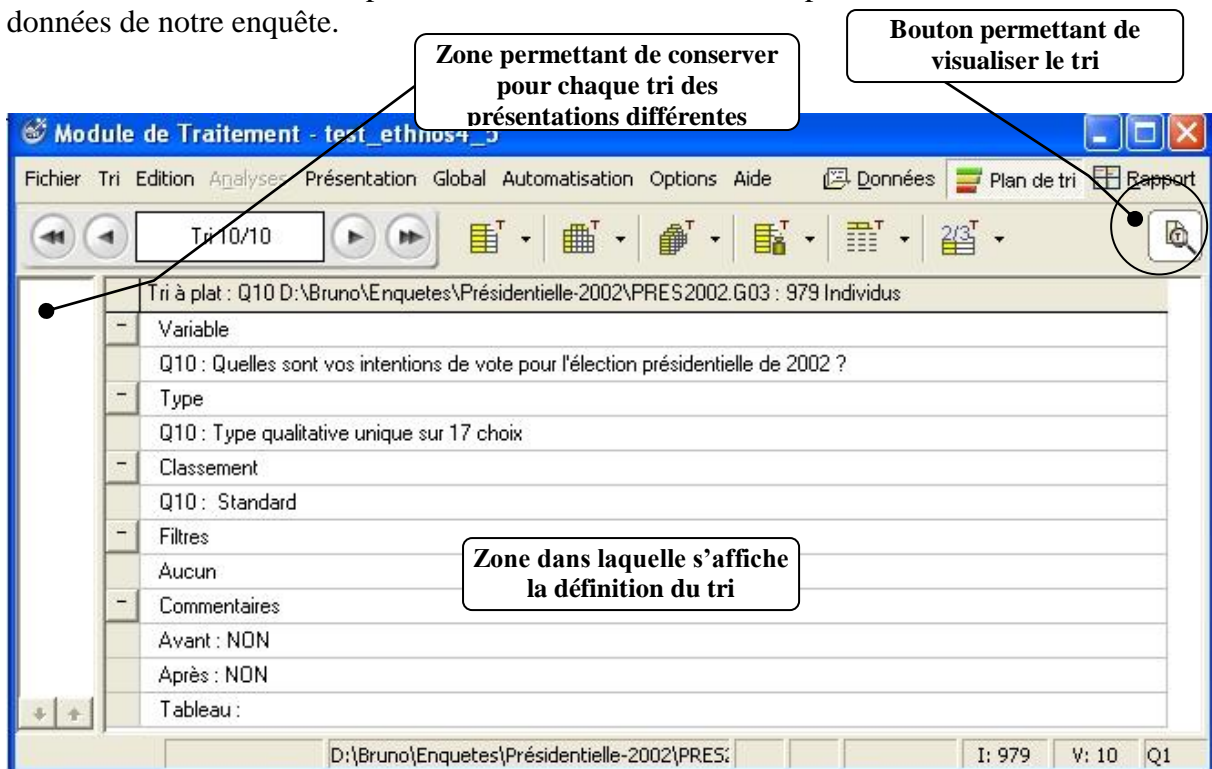 données de notre enquête.
Zone permettant de conserver
pour chaque tri des
présentations différentes
Bouton permettant de
visualiser le tri
Module de Traitement - test_ethnos4_5
Fichier Tri Edition Analyses Présentation Global Automatisation Options Aide Données Plan de tri Rapport
Tri 10/10
Tri à plat : Q10 D:\Bruno\Enquetes\Présidentielle-2002\PRES2002.G03 : 979 Individus
Variable
Q10 : Quelles sont vos intentions de vote pour l'élection présidentielle de 2002 ?
Type
Q10 : Type qualitative unique sur 17 choix
Classement
Q10 : Standard
Filtres
Aucun
Zone dans laquelle s'affiche
la définition du tri
Commentaires
Avant : NON
Après : NON
Tableau :
D:\Bruno\Enquetes\Présidentielle-2002\PRES2 I: 979 V: 10 Q1